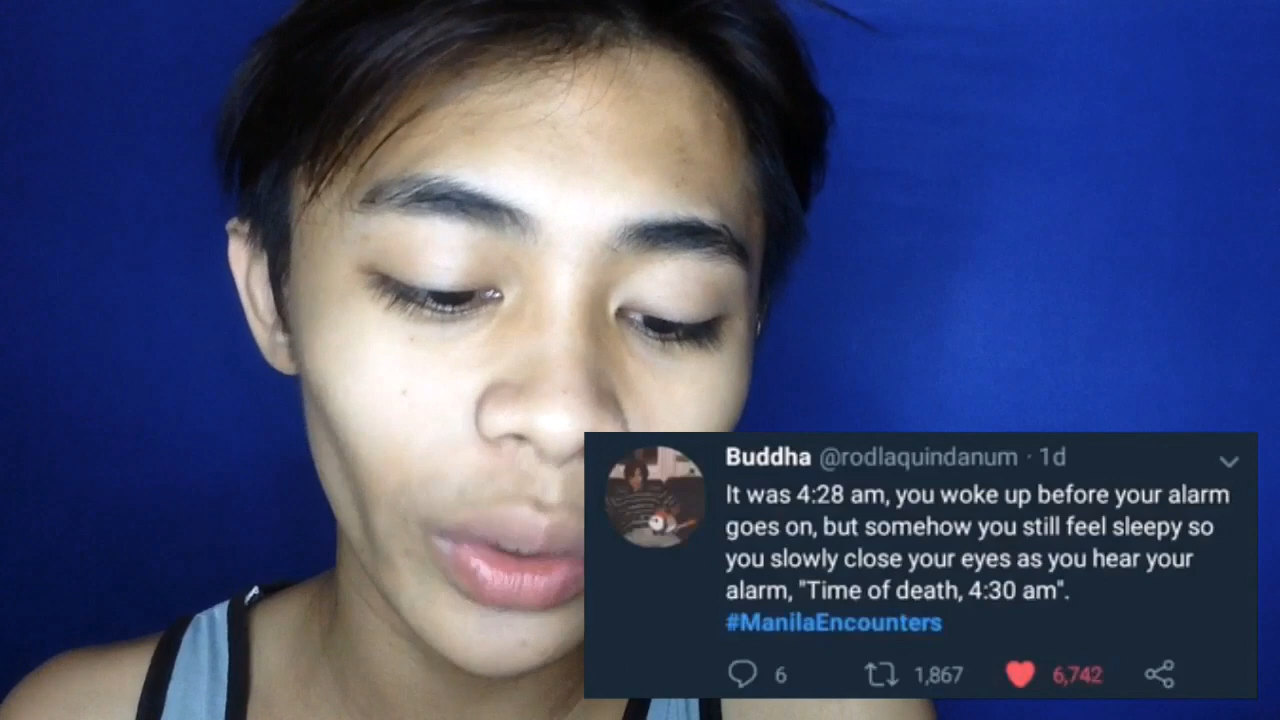 Buddha @rodlaquindanum · 1d
It was 4:28 am, you woke up before your alarm
goes on, but somehow you still feel sleepy so
you slowly close your eyes as you hear your
alarm, "Time of death, 4:30 am".
#ManilaEncounters
6 1,867 6,742